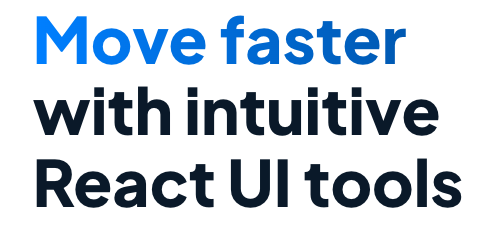 Move faster
with intuitive
React UI tools